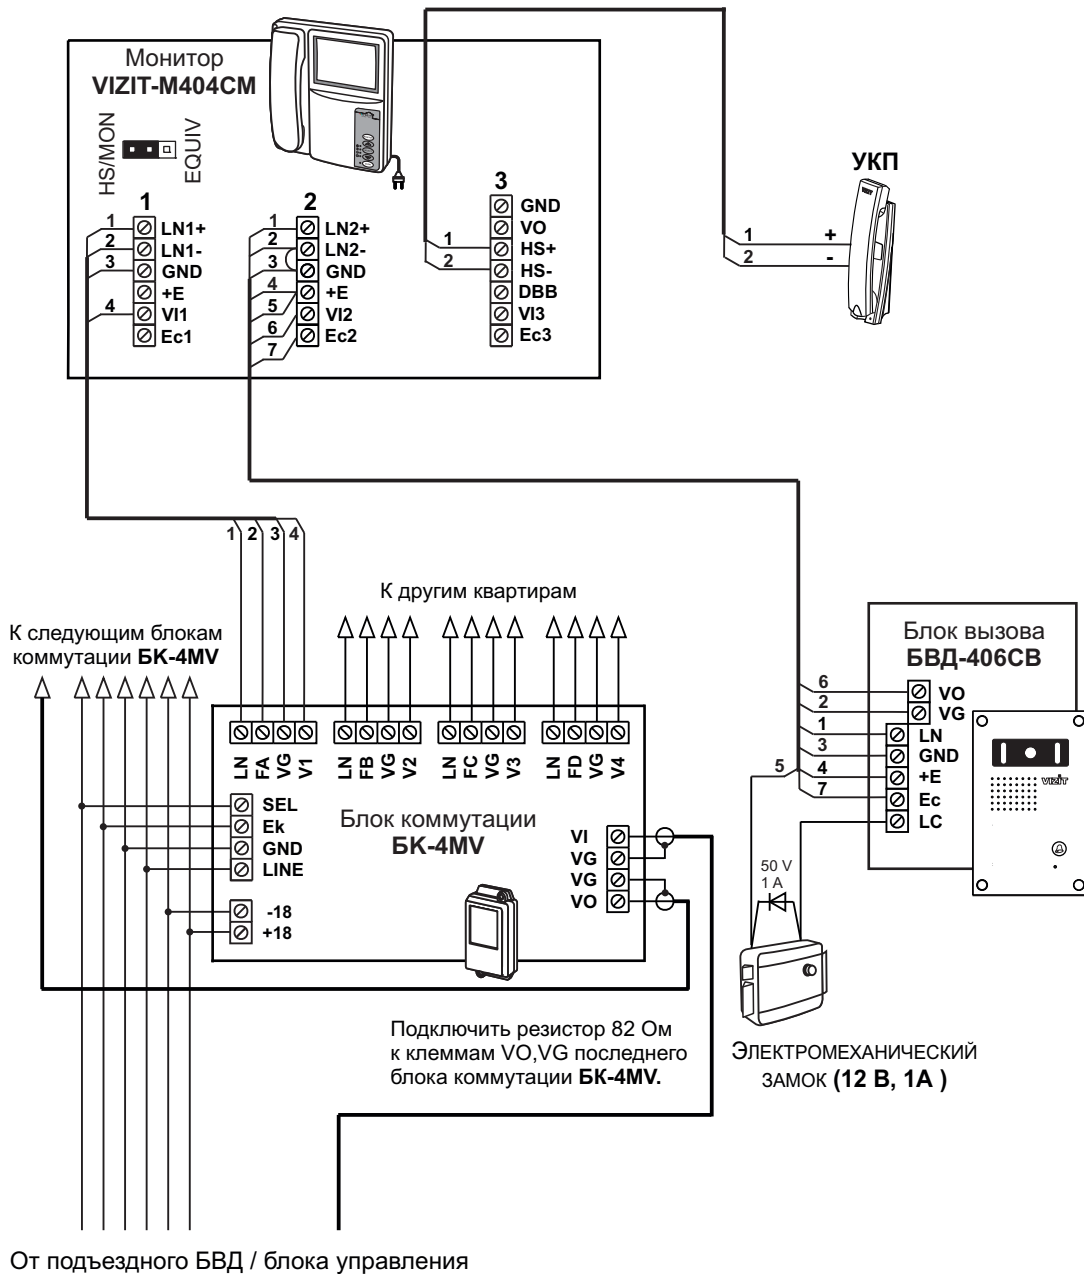 Монитор
VIZIT-M404CM
HS/MON
EQUIV
1
1 LN1+
2 LN1-
3 GND
+E
4 VI1
Ec1
2
1 LN2+
2 LN2-
3 GND
4 +E
5
6 VI2
7 Ec2
3
GND
VO
1 HS+
2 HS-
DBB
VI3
Ec3
УКП
1 +
2 -
1 2 3 4
К другим квартирам
К следующим блокам
коммутации БК-4MV
LN FA VG V1
LN FB VG V2
LN FC VG V3
LN FD VG V4
SEL
Ek
GND
LINE
-18
+18
Блок коммутации
БК-4MV
VI
VG
VG
VO
Блок вызова
БВД-406CB
6 VO
2 VG
1 LN
3 GND
5 4 +E
7 Ec
LC
VIZIT
50 V
1 A
Подключить резистор 82 Ом
к клеммам VO,VG последнего
блока коммутации БК-4MV.
ЭЛЕКТРОМЕХАНИЧЕСКИЙ
ЗАМОК (12 В, 1А )
От подъездного БВД / блока управления